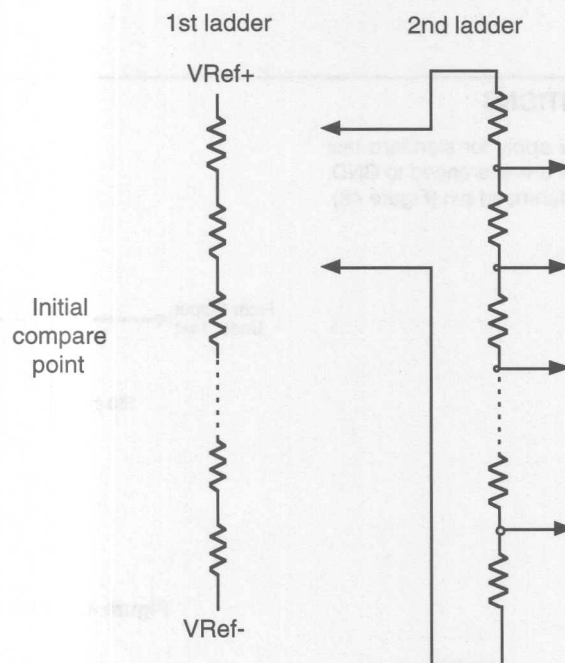 1st ladder
2nd ladder
VRef+
Initial
compare
point
VRef-